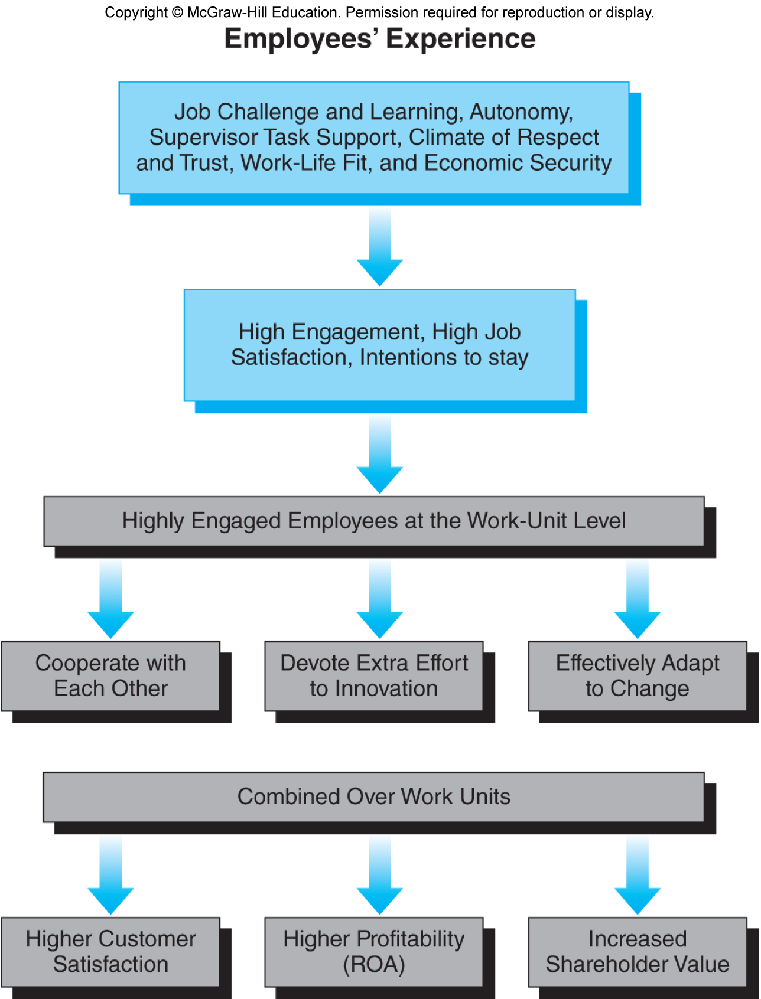 Copyright © McGraw-Hill Education. Permission required for reproduction or display.
Employees’ Experience
Job Challenge and Learning, Autonomy,
Supervisor Task Support, Climate of Respect
and Trust, Work-Life Fit, and Economic Security
High Engagement, High Job
Satisfaction, Intentions to stay
Highly Engaged Employees at the Work-Unit Level
Cooperate with
Each Other
Devote Extra Effort
to Innovation
Effectively Adapt
to Change
Combined Over Work Units
Higher Customer
Satisfaction
Higher Profitability
(ROA)
Increased
Shareholder Value